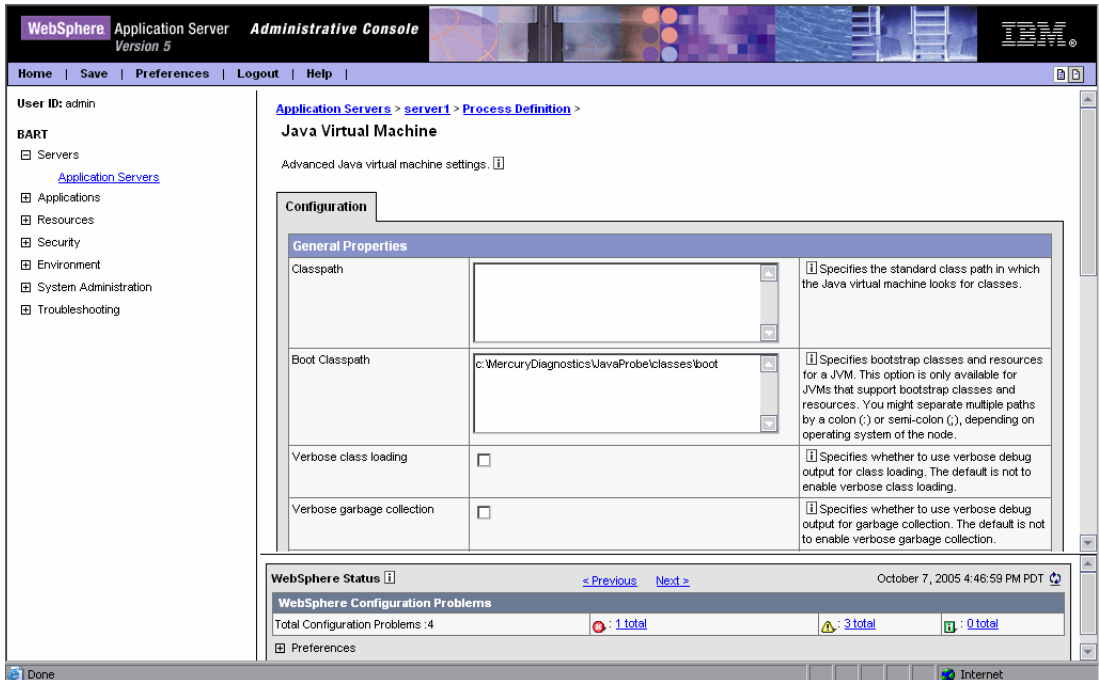 WebSphere Application Server Administrative Console
Version 5
IBM®
Home | Save | Preferences | Logout | Help |
User ID: admin
BART
Servers
Application Servers
Applications
Resources
Security
Environment
System Administration
Troubleshooting
Application Servers > server1 > Process Definition >
Java Virtual Machine
Advanced Java virtual machine settings. i
Configuration
General Properties
Classpath
i Specifies the standard class path in which
the Java virtual machine looks for classes.
Boot Classpath
c:\MercuryDiagnostics\JavaProbe\classes\boot
i Specifies bootstrap classes and resources
for a JVM. This option is only available for
JVMs that support bootstrap classes and
resources. You might separate multiple paths
by a colon (:) or semi-colon (;), depending on
operating system of the node.
Verbose class loading
i Specifies whether to use verbose debug
output for class loading. The default is not to
enable verbose class loading.
Verbose garbage collection
i Specifies whether to use verbose debug
output for garbage collection. The default is not
to enable verbose garbage collection.
WebSphere Status i
< Previous Next >
October 7, 2005 4:46:59 PM PDT
WebSphere Configuration Problems
Total Configuration Problems :4
: 1 total
: 3 total
: 0 total
Preferences
Done
Internet